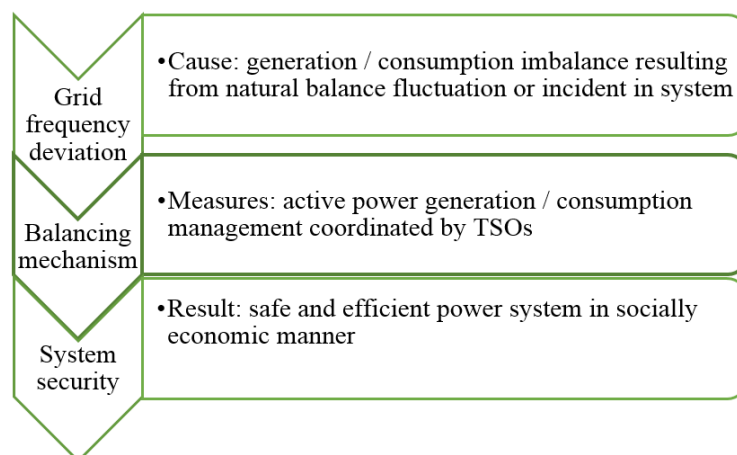 Grid
frequency
deviation
•Cause: generation / consumption imbalance resulting
from natural balance fluctuation or incident in system
Balancing
mechanism
•Measures: active power generation / consumption
management coordinated by TSOs
System
security
•Result: safe and efficient power system in socially
economic manner